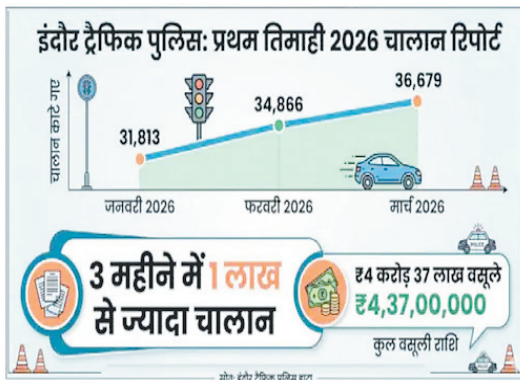 इंदौर ट्रैफिक पुलिस: प्रथम तिमाही 2026 चालान रिपोर्ट
चालान काटे गए
31,813
34,866
36,679
जनवरी 2026
फरवरी 2026
मार्च 2026
3 महीने में 1 लाख
से ज्यादा चालान
₹4 करोड़ 37 लाख वसूले
₹4,37,00,000
कुल वसूली राशि
POLICE
स्रोत: इंदौर ट्रैफिक पुलिस डाटा